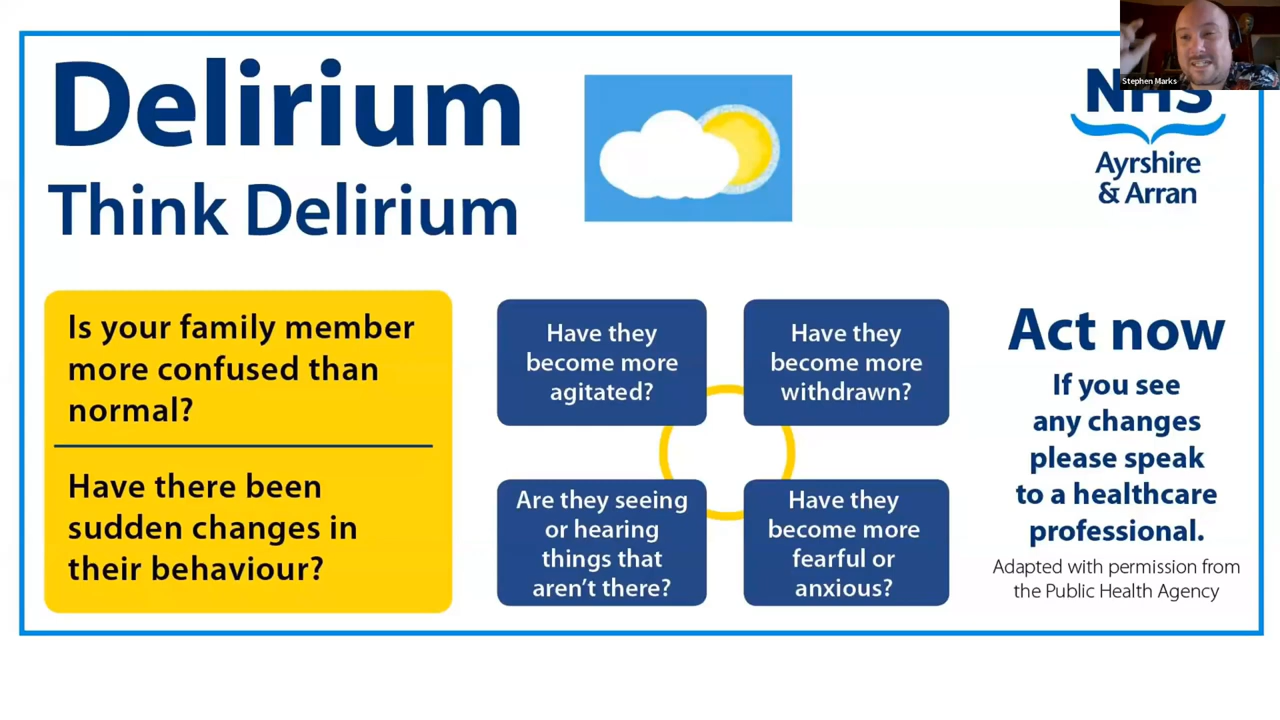 Delirium
Think Delirium
Stephen Marks
NHS
Ayrshire
& Arran
Is your family member
more confused than
normal?
Have there been
sudden changes in
their behaviour?
Have they
become more
agitated?
Have they
become more
withdrawn?
Are they seeing
or hearing
things that
aren't there?
Have they
become more
fearful or
anxious?
Act now
If you see
any changes
please speak
to a healthcare
professional.
Adapted with permission from
the Public Health Agency